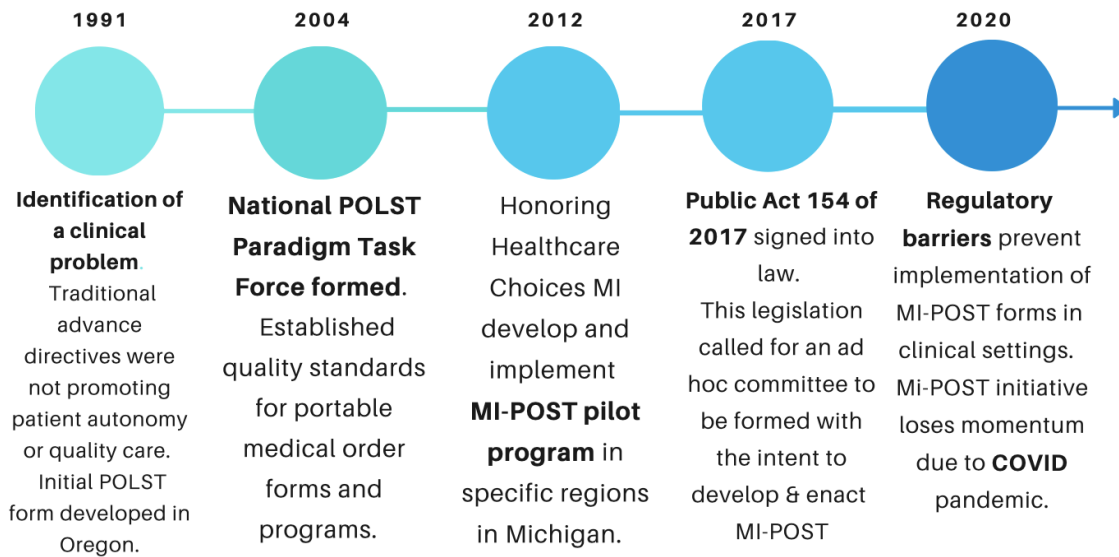 1991
Identification of
a clinical
problem.
Traditional
advance
directives were
not promoting
patient autonomy
or quality care.
Initial POLST
form developed in
Oregon.
2004
National POLST
Paradigm Task
Force formed.
Established
quality standards
for portable
medical order
forms and
programs.
2012
Honoring
Healthcare
Choices MI
develop and
implement
MI-POST pilot
program in
specific regions
in Michigan.
2017
Public Act 154 of
2017 signed into
law.
This legislation
called for an ad
hoc committee to
be formed with
the intent to
develop & enact
MI-POST
2020
Regulatory
barriers prevent
implementation of
MI-POST forms in
clinical settings.
Mi-POST initiative
loses momentum
due to COVID
pandemic.